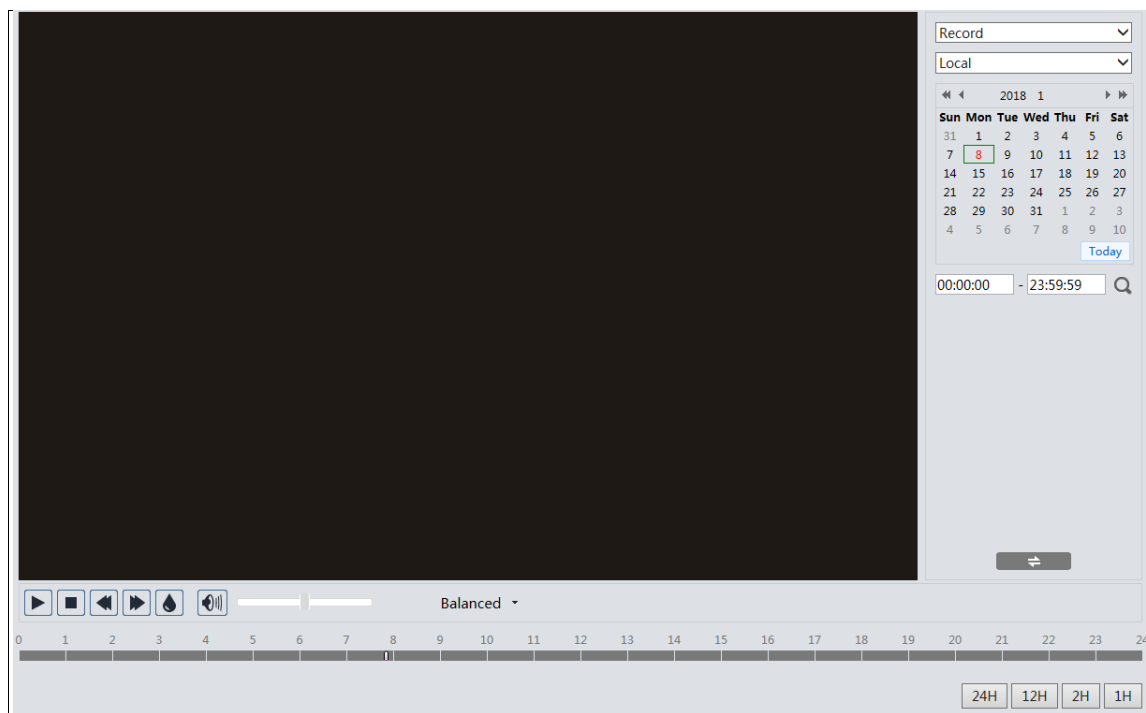 Record
Local
2018 1
Sun Mon Tue Wed Thu Fri Sat
31 1 2 3 4 5 6
7 8 9 10 11 12 13
14 15 16 17 18 19 20
21 22 23 24 25 26 27
28 29 30 31 1 2 3
4 5 6 7 8 9 10
Today
00:00:00 - 23:59:59
Balanced
0 1 2 3 4 5 6 7 8 9 10 11 12 13 14 15 16 17 18 19 20 21 22 23 24
24H 12H 2H 1H